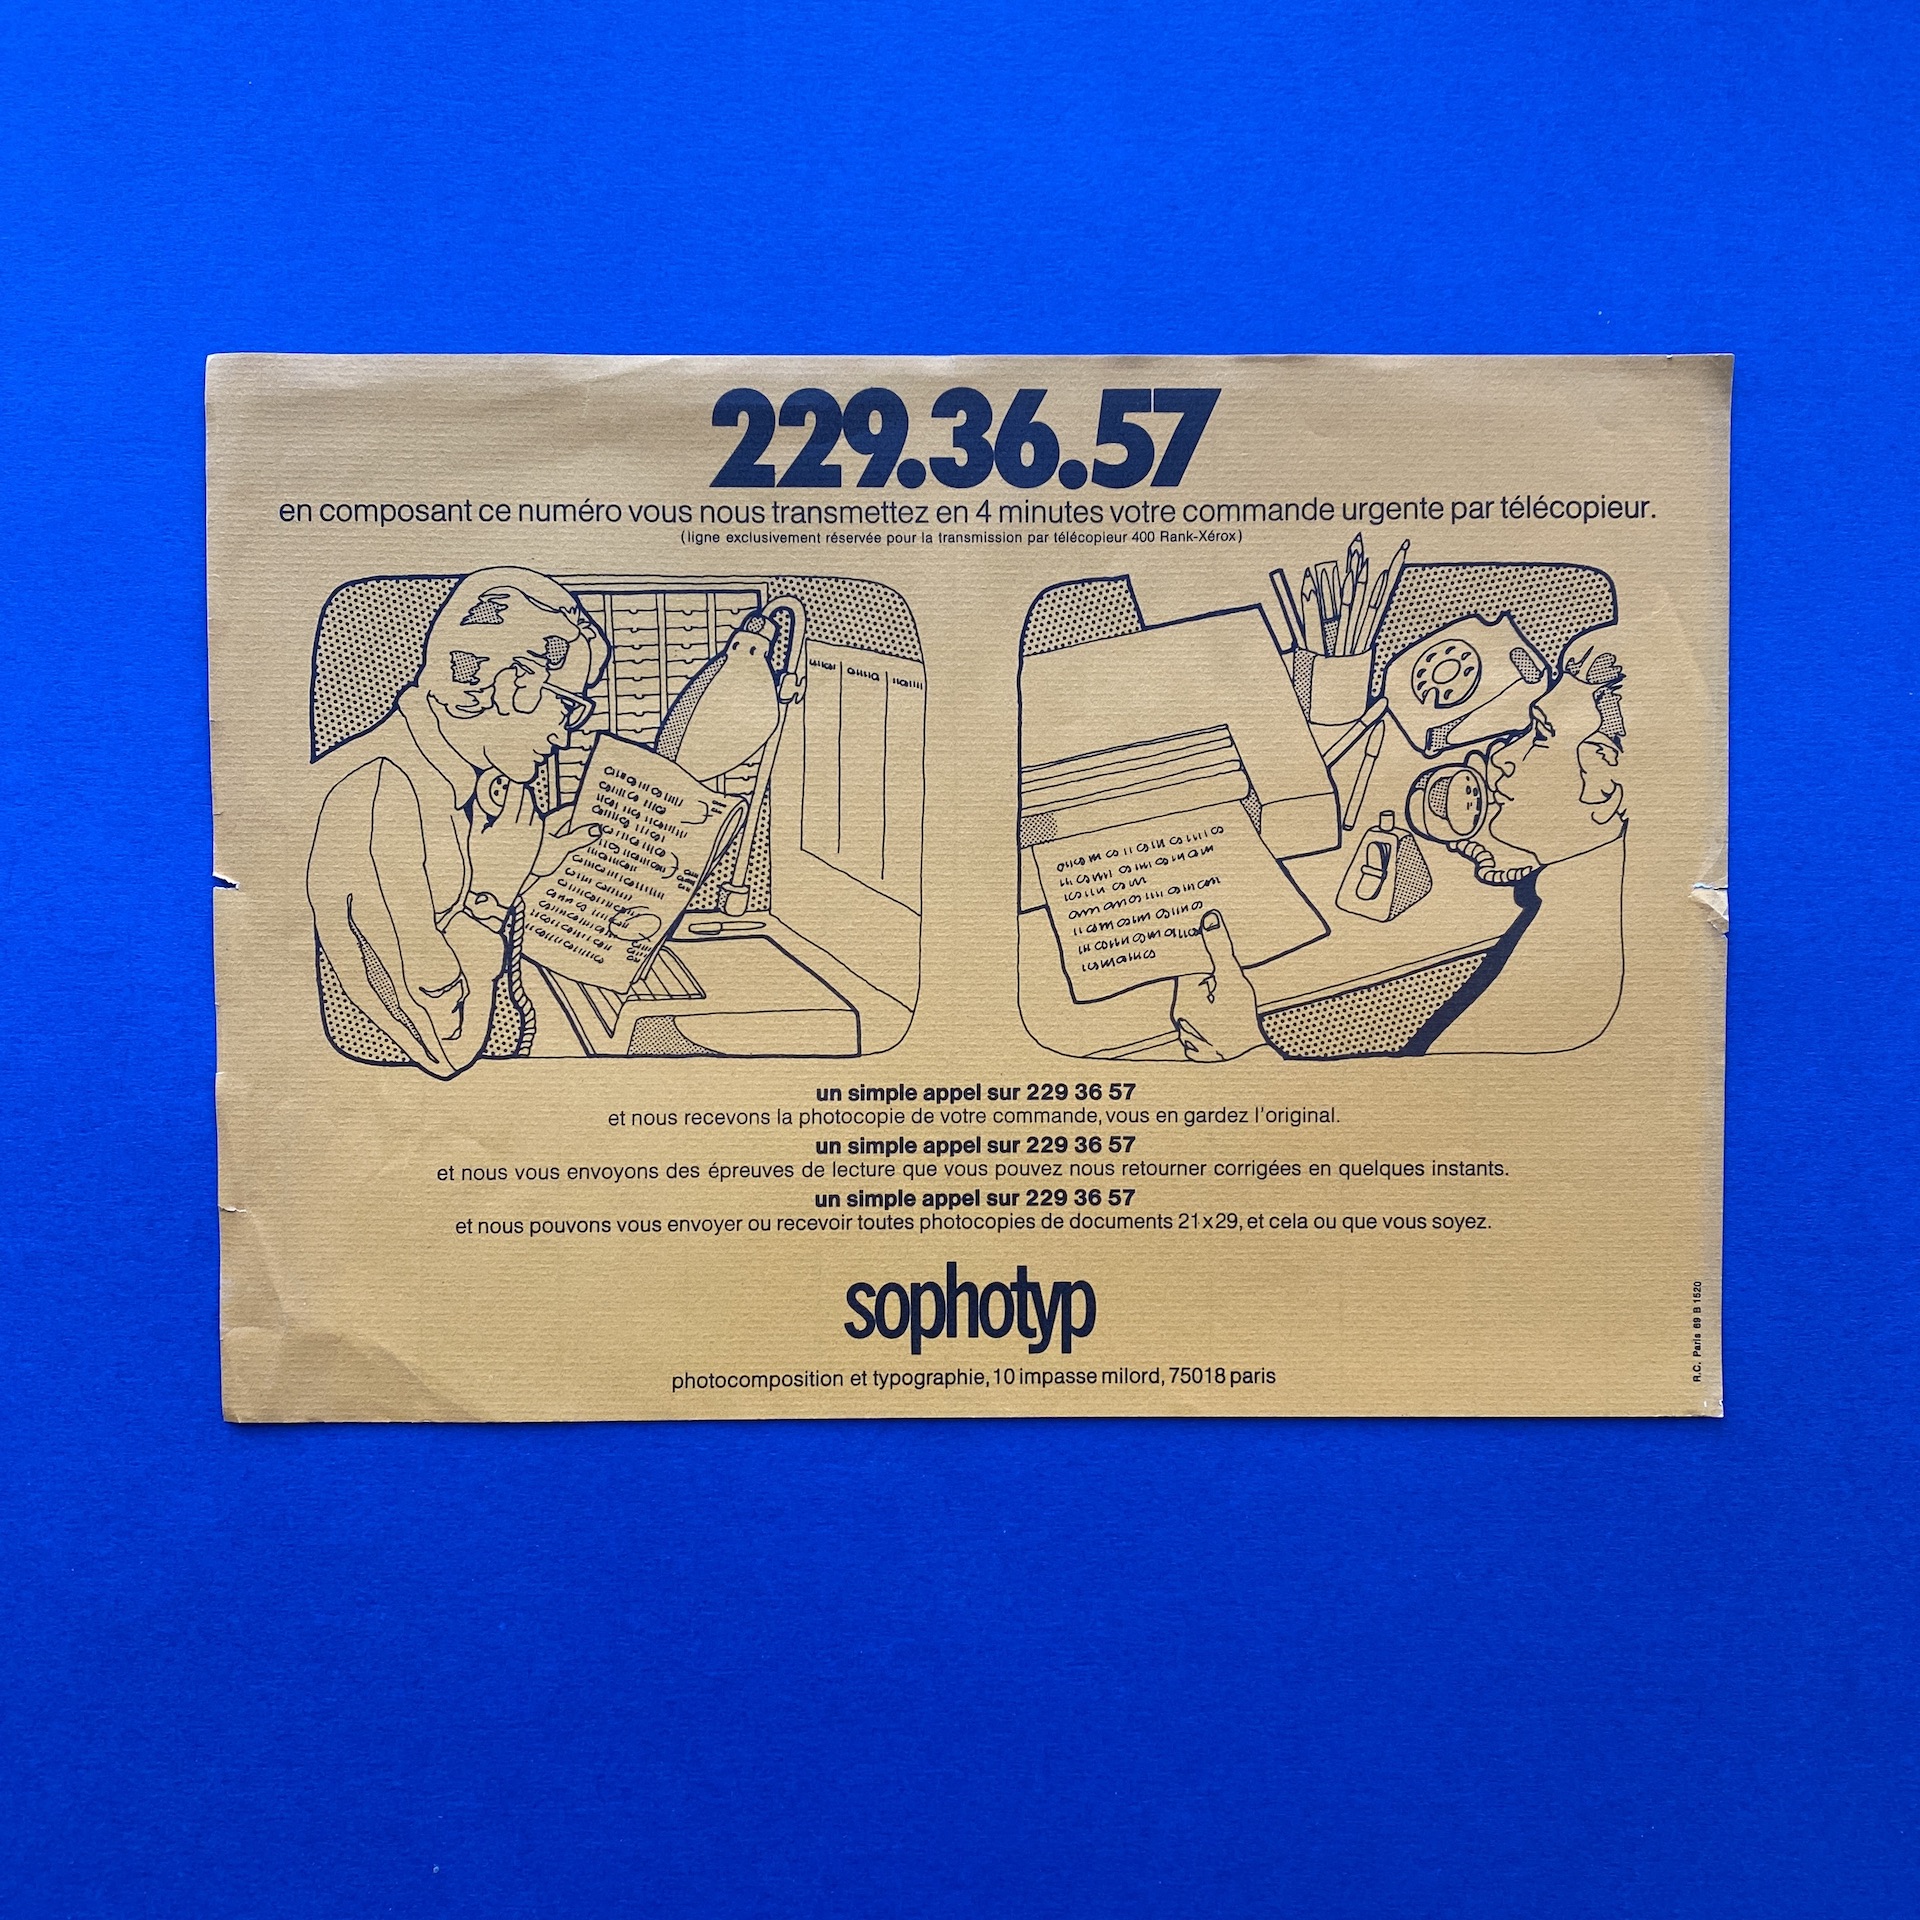 229.36.57
en composant ce numéro vous nous transmettez en 4 minutes votre commande urgente par télécopieur.
(ligne exclusivement réservée pour la transmission par télécopieur 400 Rank-Xérox)
un simple appel sur 229 36 57
et nous recevons la photocopie de votre commande, vous en gardez l'original.
un simple appel sur 229 36 57
et nous vous envoyons des épreuves de lecture que vous pouvez nous retourner corrigées en quelques instants.
un simple appel sur 229 36 57
et nous pouvons vous envoyer ou recevoir toutes photocopies de documents 21x29, et cela ou que vous soyez.
sophotyp
photocomposition et typographie, 10 impasse milord, 75018 paris
R.C. Paris 69 B 1520